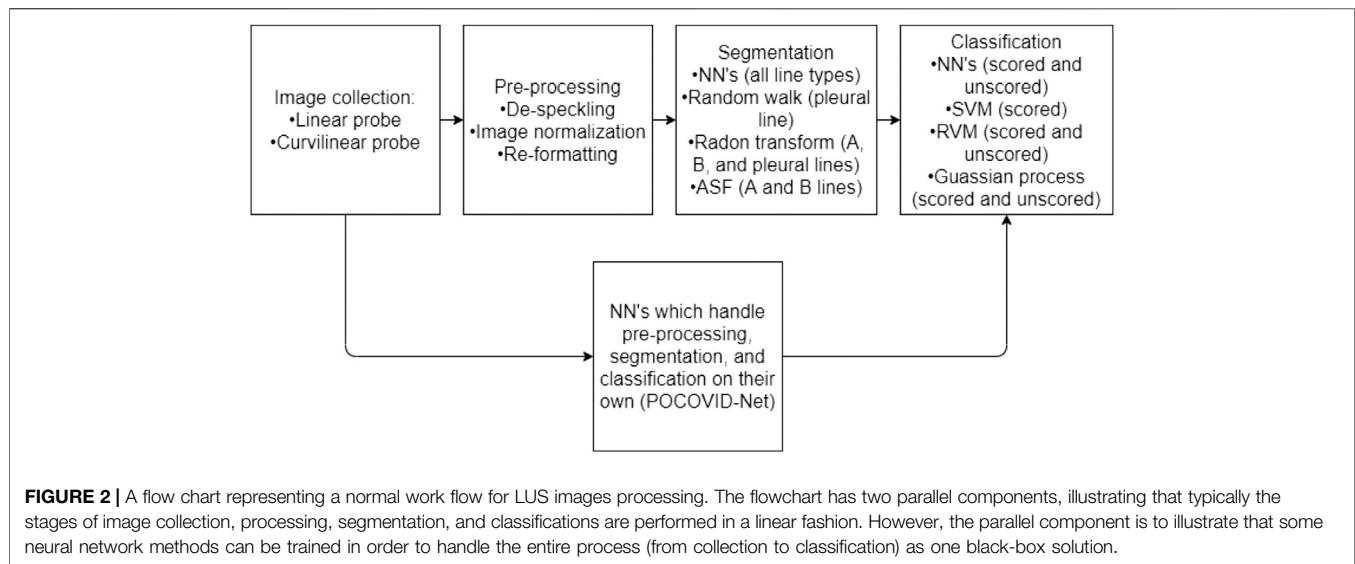 Image collection:
•Linear probe
•Curvilinear probe
Pre-processing
•De-speckling
•Image normalization
•Re-formatting
Segmentation
•NN's (all line types)
•Random walk (pleural
line)
•Radon transform (A,
B, and pleural lines)
•ASF (A and B lines)
Classification
•NN's (scored and
unscored)
•SVM (scored)
•RVM (scored and
unscored)
•Guassian process
(scored and unscored)
NN's which handle
pre-processing,
segmentation, and
classification on their
own (POCOVID-Net)
FIGURE 2 | A flow chart representing a normal work flow for LUS images processing. The flowchart has two parallel components, illustrating that typically the
stages of image collection, processing, segmentation, and classifications are performed in a linear fashion. However, the parallel component is to illustrate that some
neural network methods can be trained in order to handle the entire process (from collection to classification) as one black-box solution.